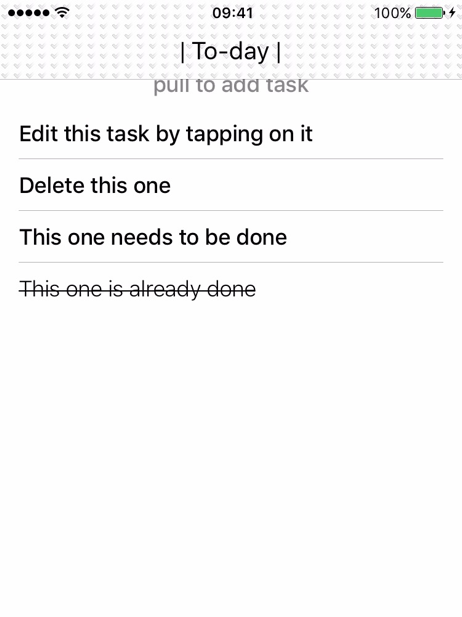 09:41 100%
| To-day |
pull to add task
Edit this task by tapping on it
Delete this one
This one needs to be done
This one is already done